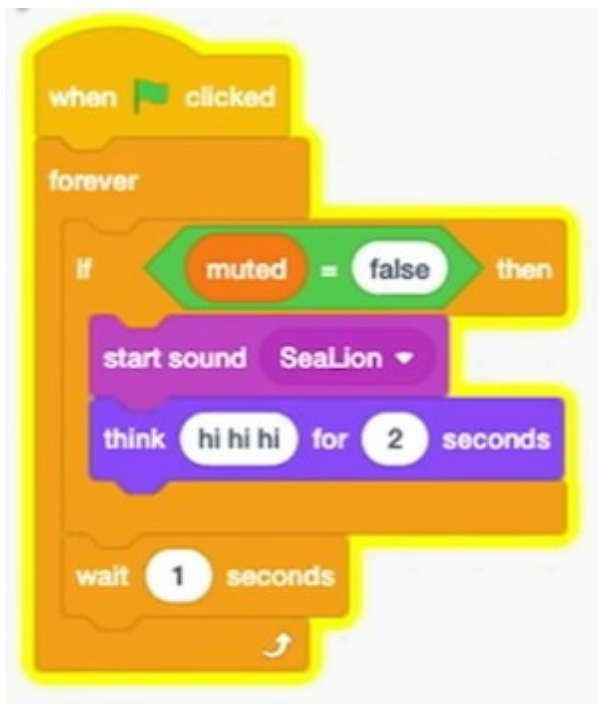 when clicked
forever
if muted = false then
start sound SeaLion
think hi hi hi for 2 seconds
wait 1 seconds